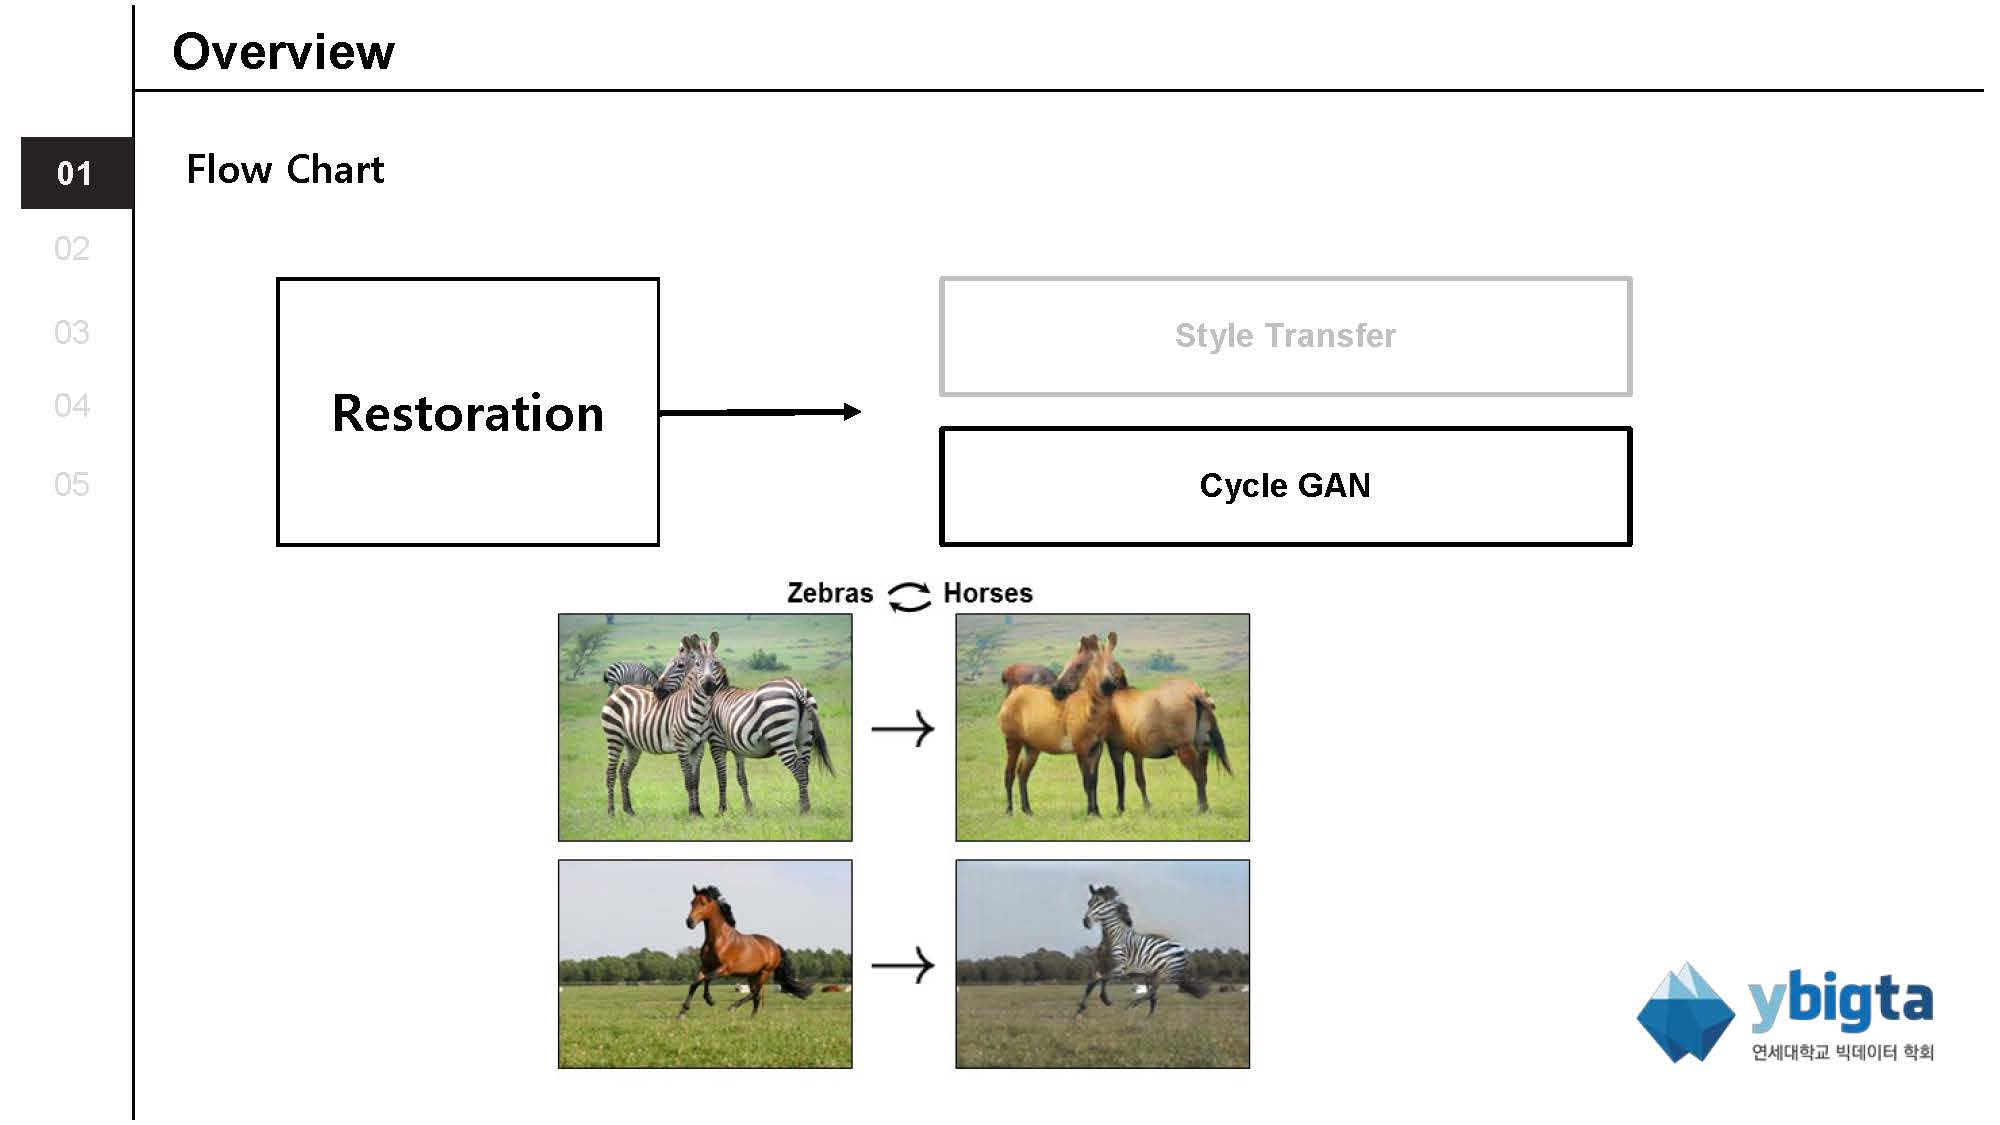 Overview
01
Flow Chart
02
03
04
05
Restoration
Style Transfer
Cycle GAN
Zebras Horses
ybigta
연세대학교 빅데이터 학회